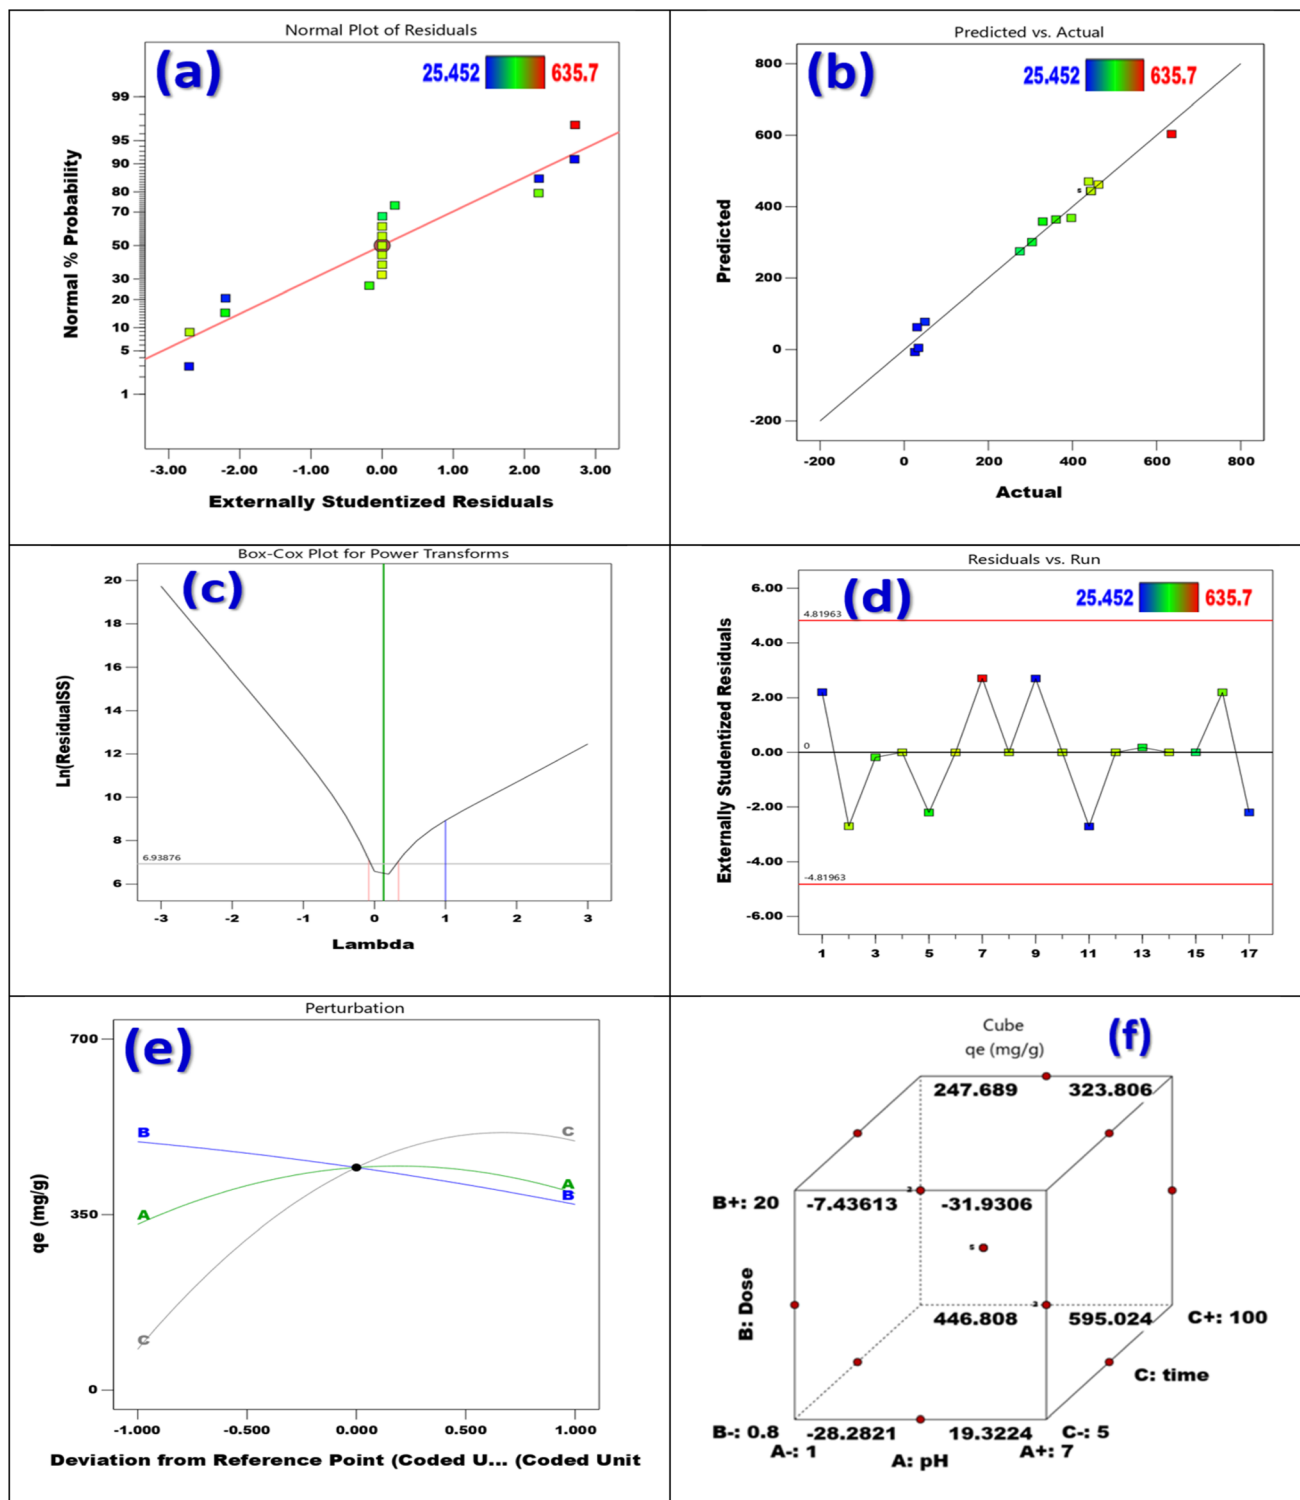 Normal Plot of Residuals
(a)
25.452
635.7
99
95
90
80
70
50
30
20
10
5
1
Normal % Probability
-3.00 -2.00 -1.00 0.00 1.00 2.00 3.00
Externally Studentized Residuals
Predicted vs. Actual
(b)
25.452
635.7
800
600
400
200
0
-200
5
Predicted
-200 0 200 400 600 800
Actual
Box-Cox Plot for Power Transforms
(c)
20
18
16
14
12
10
8
6
6.93876
Ln(ResidualSS)
-3 -2 -1 0 1 2 3
Lambda
Residuals vs. Run
(d)
25.452
635.7
6.00
4.81963
4.00
2.00
0
0.00
-2.00
-4.00
-4.81963
-6.00
Externally Studentized Residuals
1 3 5 7 9 11 13 15 17
Perturbation
(e)
700
350
0
B
A
C
C
A
B
qe (mg/g)
-1.000 -0.500 0.000 0.500 1.000
Deviation from Reference Point (Coded U... (Coded Unit
Cube
qe (mg/g)
(f)
247.689 323.806
B+: 20
-7.43613
2
-31.9306
5
B: Dose
2
446.808 595.024
C+: 100
C: time
B-: 0.8 -28.2821 19.3224 C-: 5
A-: 1
A: pH
A+: 7